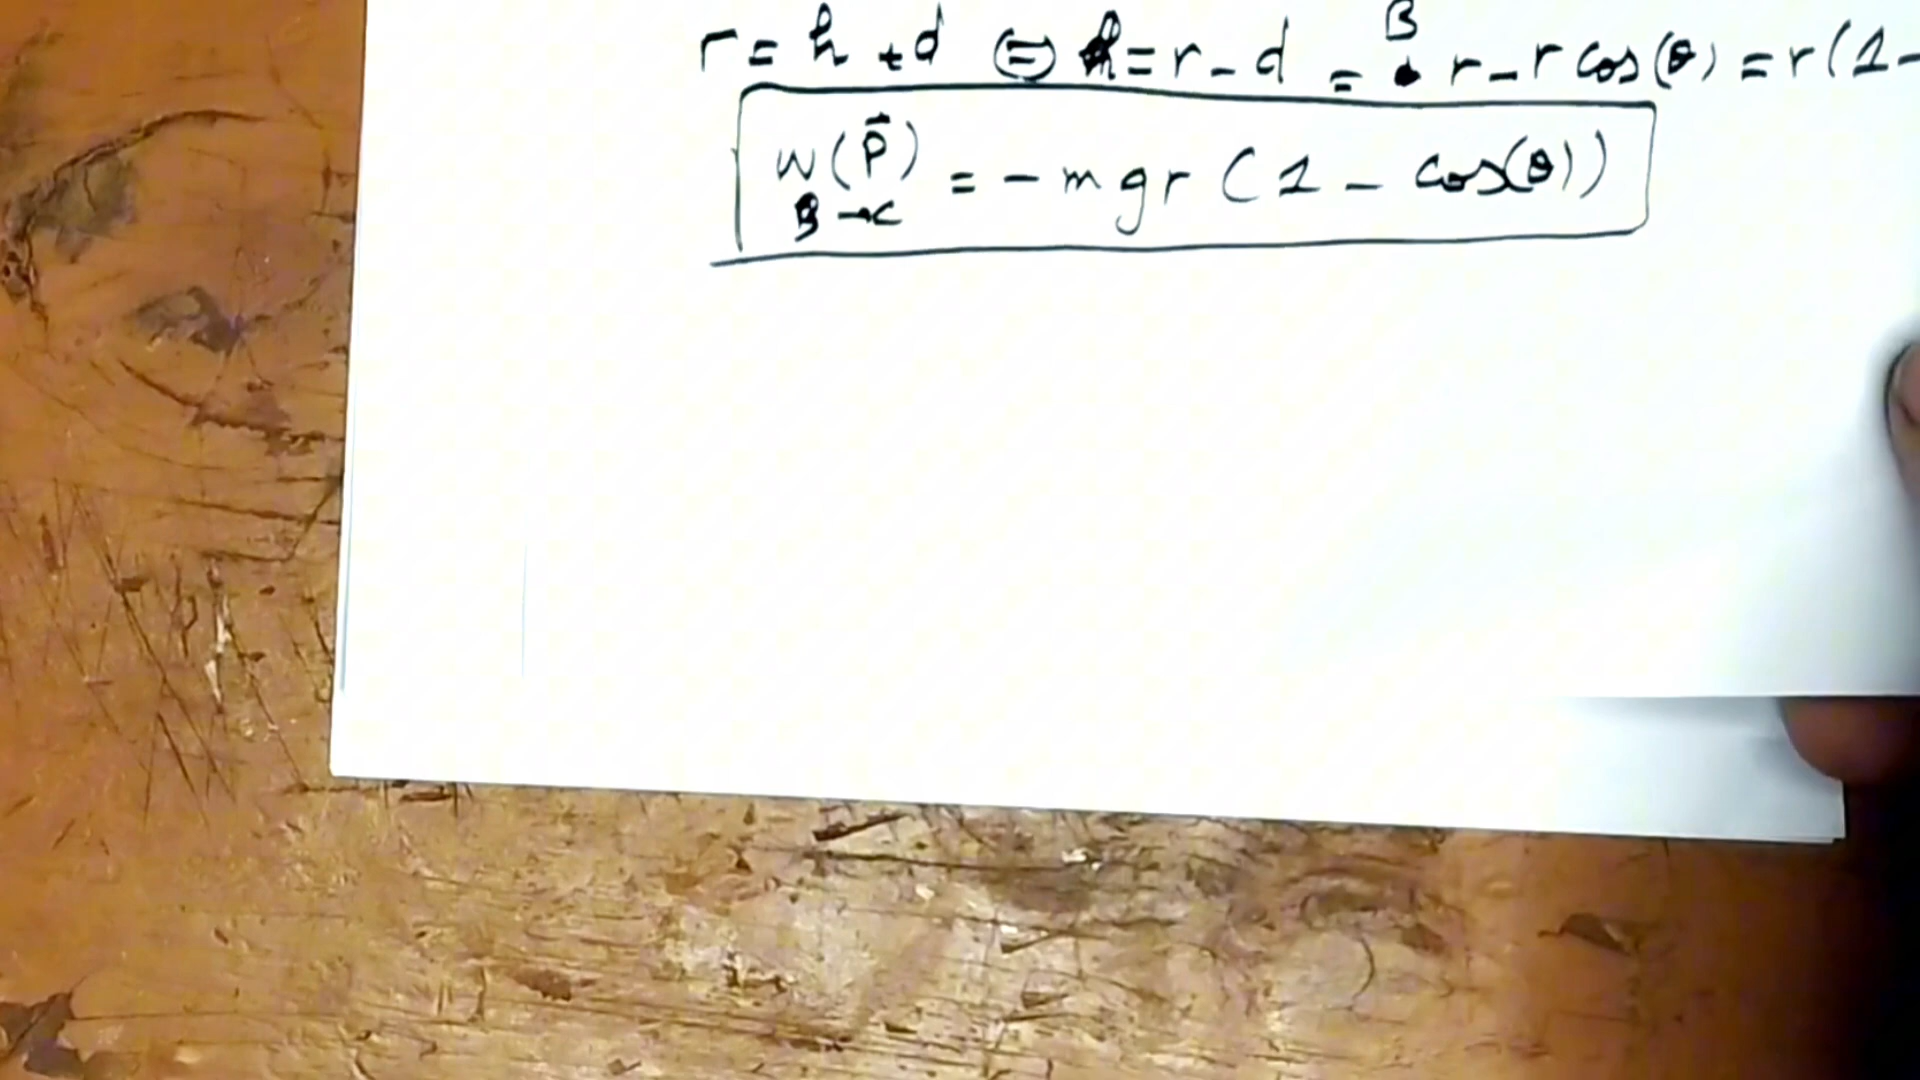 B
r = h + d ⇔ h = r - d = r - r cos(θ) = r(1-
W(P⃗) = - m g r (1 - cos(θ))
B→C